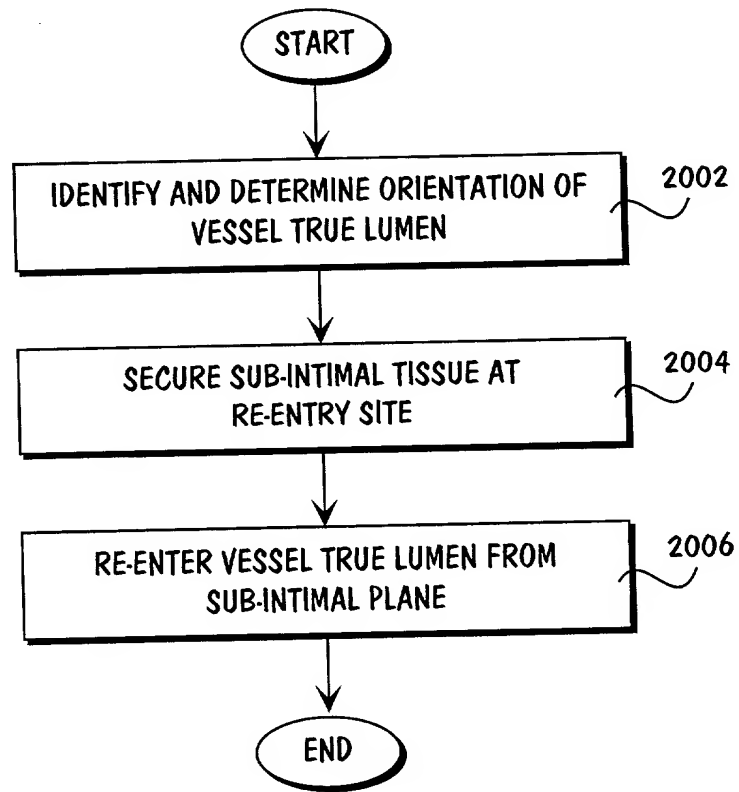 START
IDENTIFY AND DETERMINE ORIENTATION OF
VESSEL TRUE LUMEN
2002
SECURE SUB-INTIMAL TISSUE AT
RE-ENTRY SITE
2004
RE-ENTER VESSEL TRUE LUMEN FROM
SUB-INTIMAL PLANE
2006
END